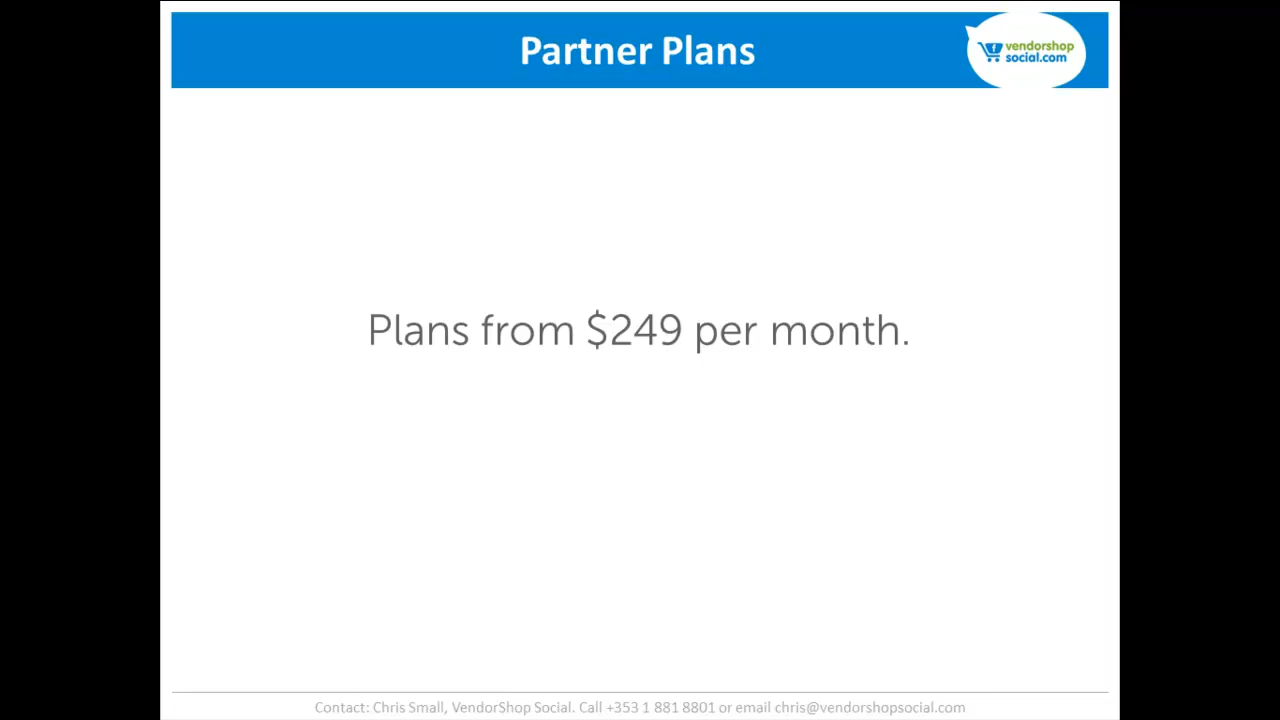 Partner Plans
vendorshop
social.com
Plans from $249 per month.
Contact: Chris Small, VendorShop Social. Call +353 1 881 8801 or email chris@vendorshopsocial.com